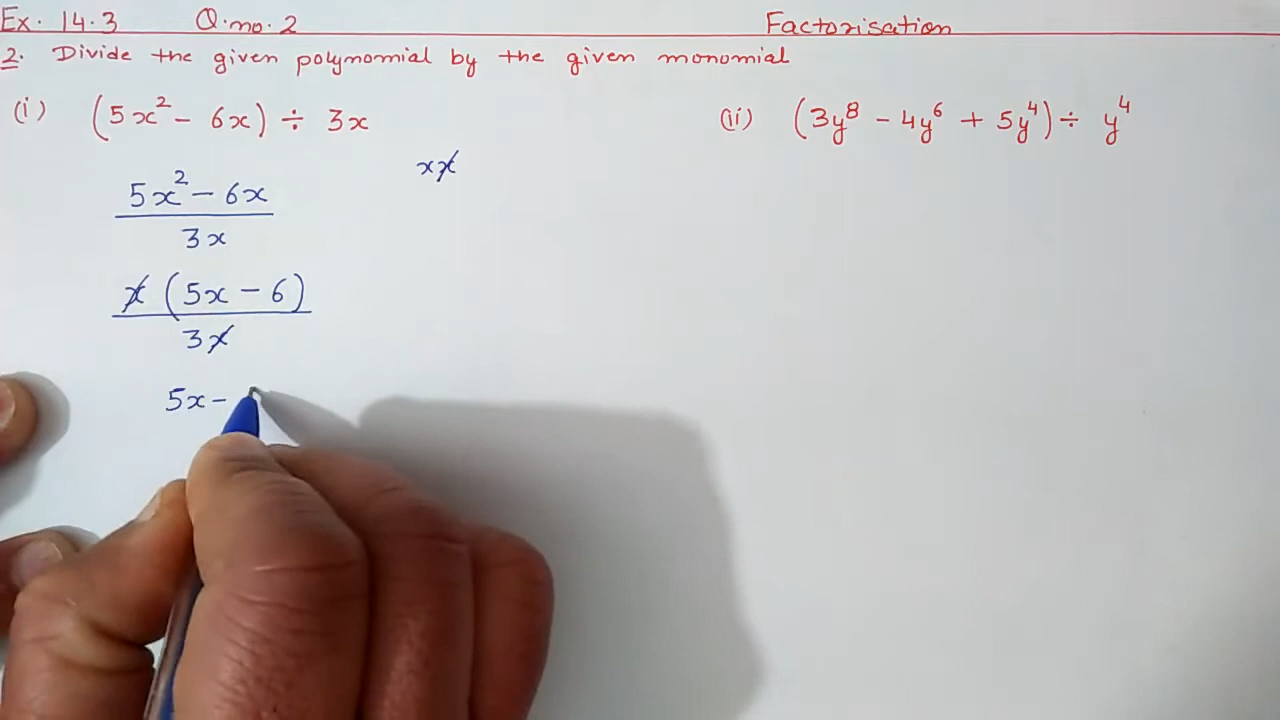 Ex. 14.3 Q.no.2 Factorisation
2. Divide the given polynomial by the given monomial
(i) (5x² - 6x) ÷ 3x
(ii) (3y⁸ - 4y⁶ + 5y⁴) ÷ y⁴
xx
5x² - 6x
3x
x (5x - 6)
3x
5x -